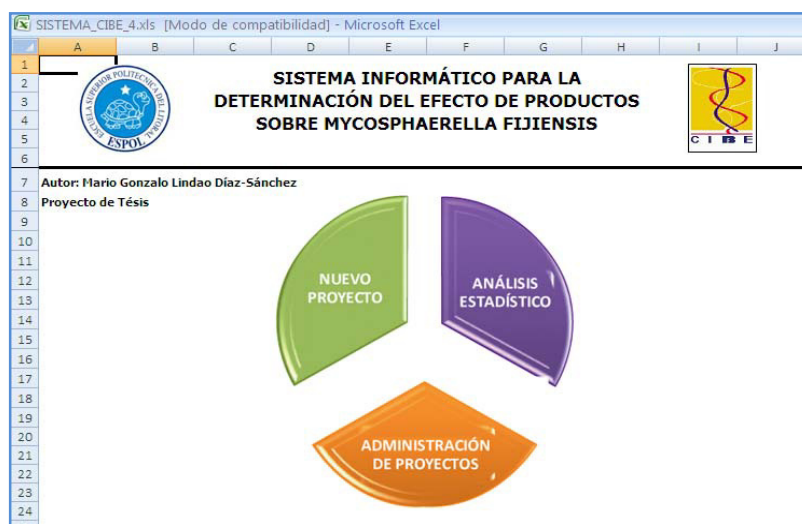 SISTEMA_CIBE_4.xls [Modo de compatibilidad] - Microsoft Excel
A B C D E F G H I J
1
2
3
4
5
6
7
8
9
10
11
12
13
14
15
16
17
18
19
20
21
22
23
24
ESCUELA SUPERIOR POLITECNICA DEL LITORAL
ESPOL
SISTEMA INFORMÁTICO PARA LA
DETERMINACIÓN DEL EFECTO DE PRODUCTOS
SOBRE MYCOSPHAERELLA FIJIENSIS
CIBE
Autor: Mario Gonzalo Lindao Díaz-Sánchez
Proyecto de Tésis
NUEVO
PROYECTO
ANÁLISIS
ESTADÍSTICO
ADMINISTRACIÓN
DE PROYECTOS